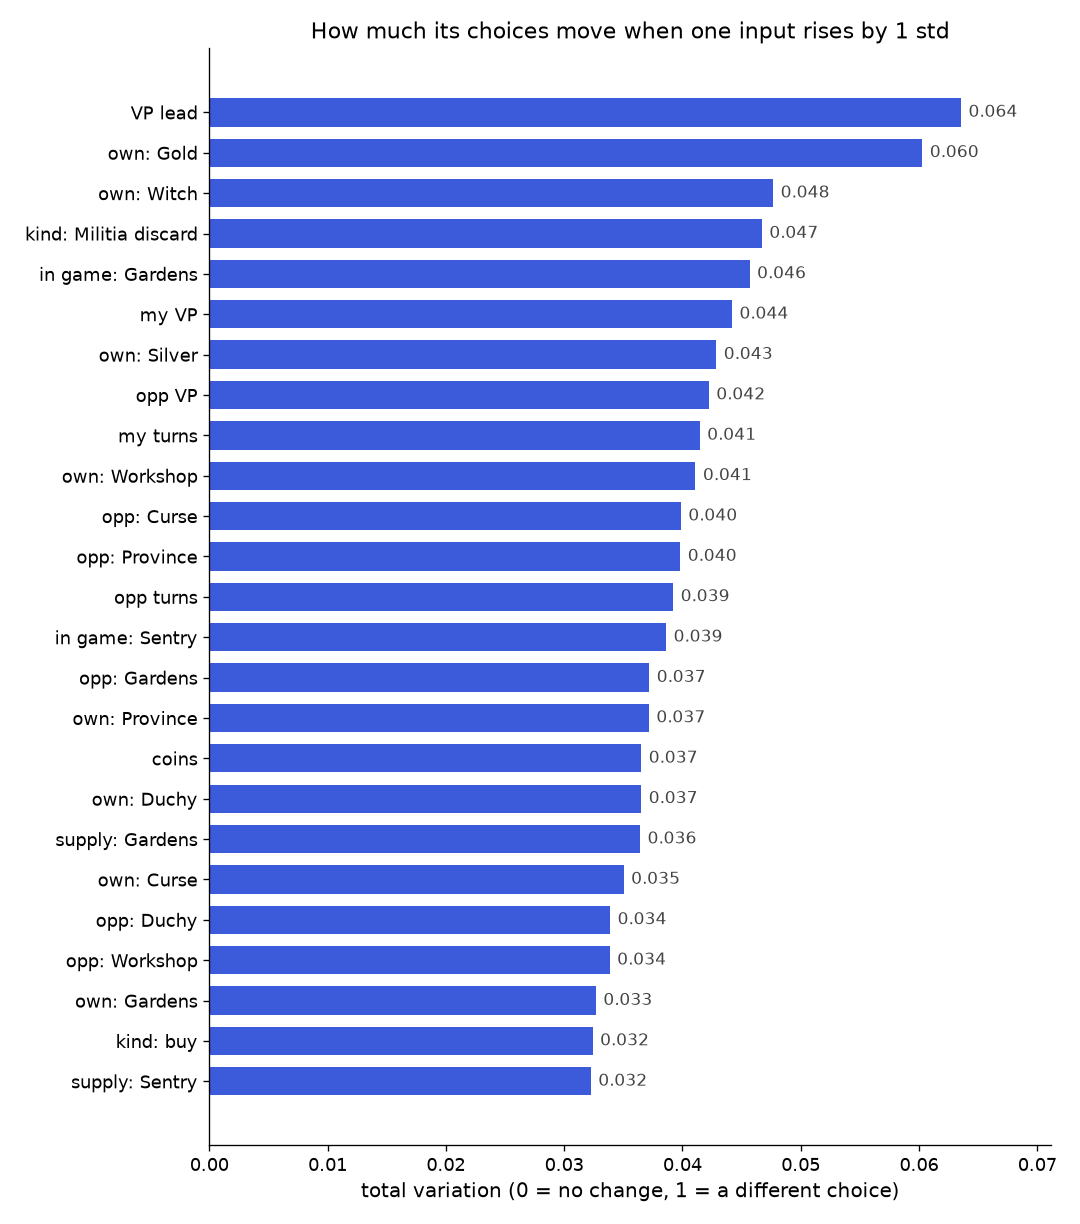 How much its choices move when one input rises by 1 std
VP lead 0.064
own: Gold 0.060
own: Witch 0.048
kind: Militia discard 0.047
in game: Gardens 0.046
my VP 0.044
own: Silver 0.043
opp VP 0.042
my turns 0.041
own: Workshop 0.041
opp: Curse 0.040
opp: Province 0.040
opp turns 0.039
in game: Sentry 0.039
opp: Gardens 0.037
own: Province 0.037
coins 0.037
own: Duchy 0.037
supply: Gardens 0.036
own: Curse 0.035
opp: Duchy 0.034
opp: Workshop 0.034
own: Gardens 0.033
kind: buy 0.032
supply: Sentry 0.032
0.00 0.01 0.02 0.03 0.04 0.05 0.06 0.07
total variation (0 = no change, 1 = a different choice)